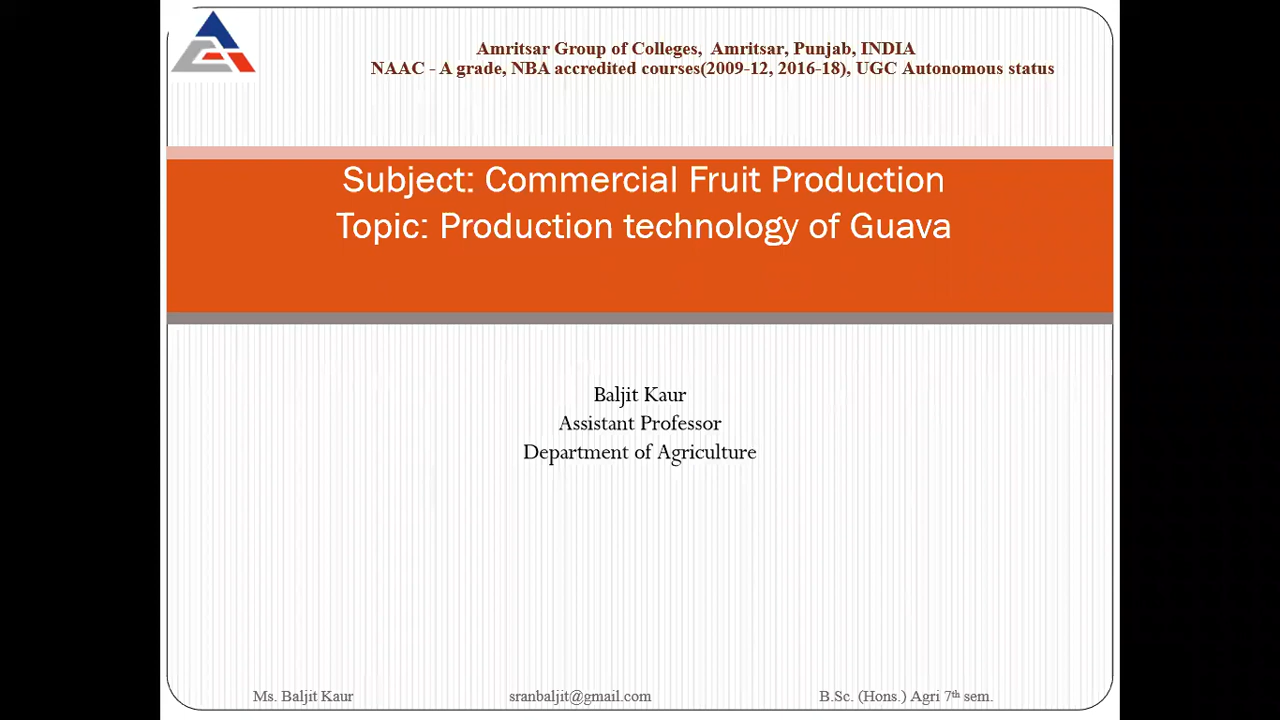 Amritsar Group of Colleges, Amritsar, Punjab, INDIA
NAAC - A grade, NBA accredited courses(2009-12, 2016-18), UGC Autonomous status
Subject: Commercial Fruit Production
Topic: Production technology of Guava
Baljit Kaur
Assistant Professor
Department of Agriculture
Ms. Baljit Kaur sranbaljit@gmail.com B.Sc. (Hons.) Agri 7th sem.